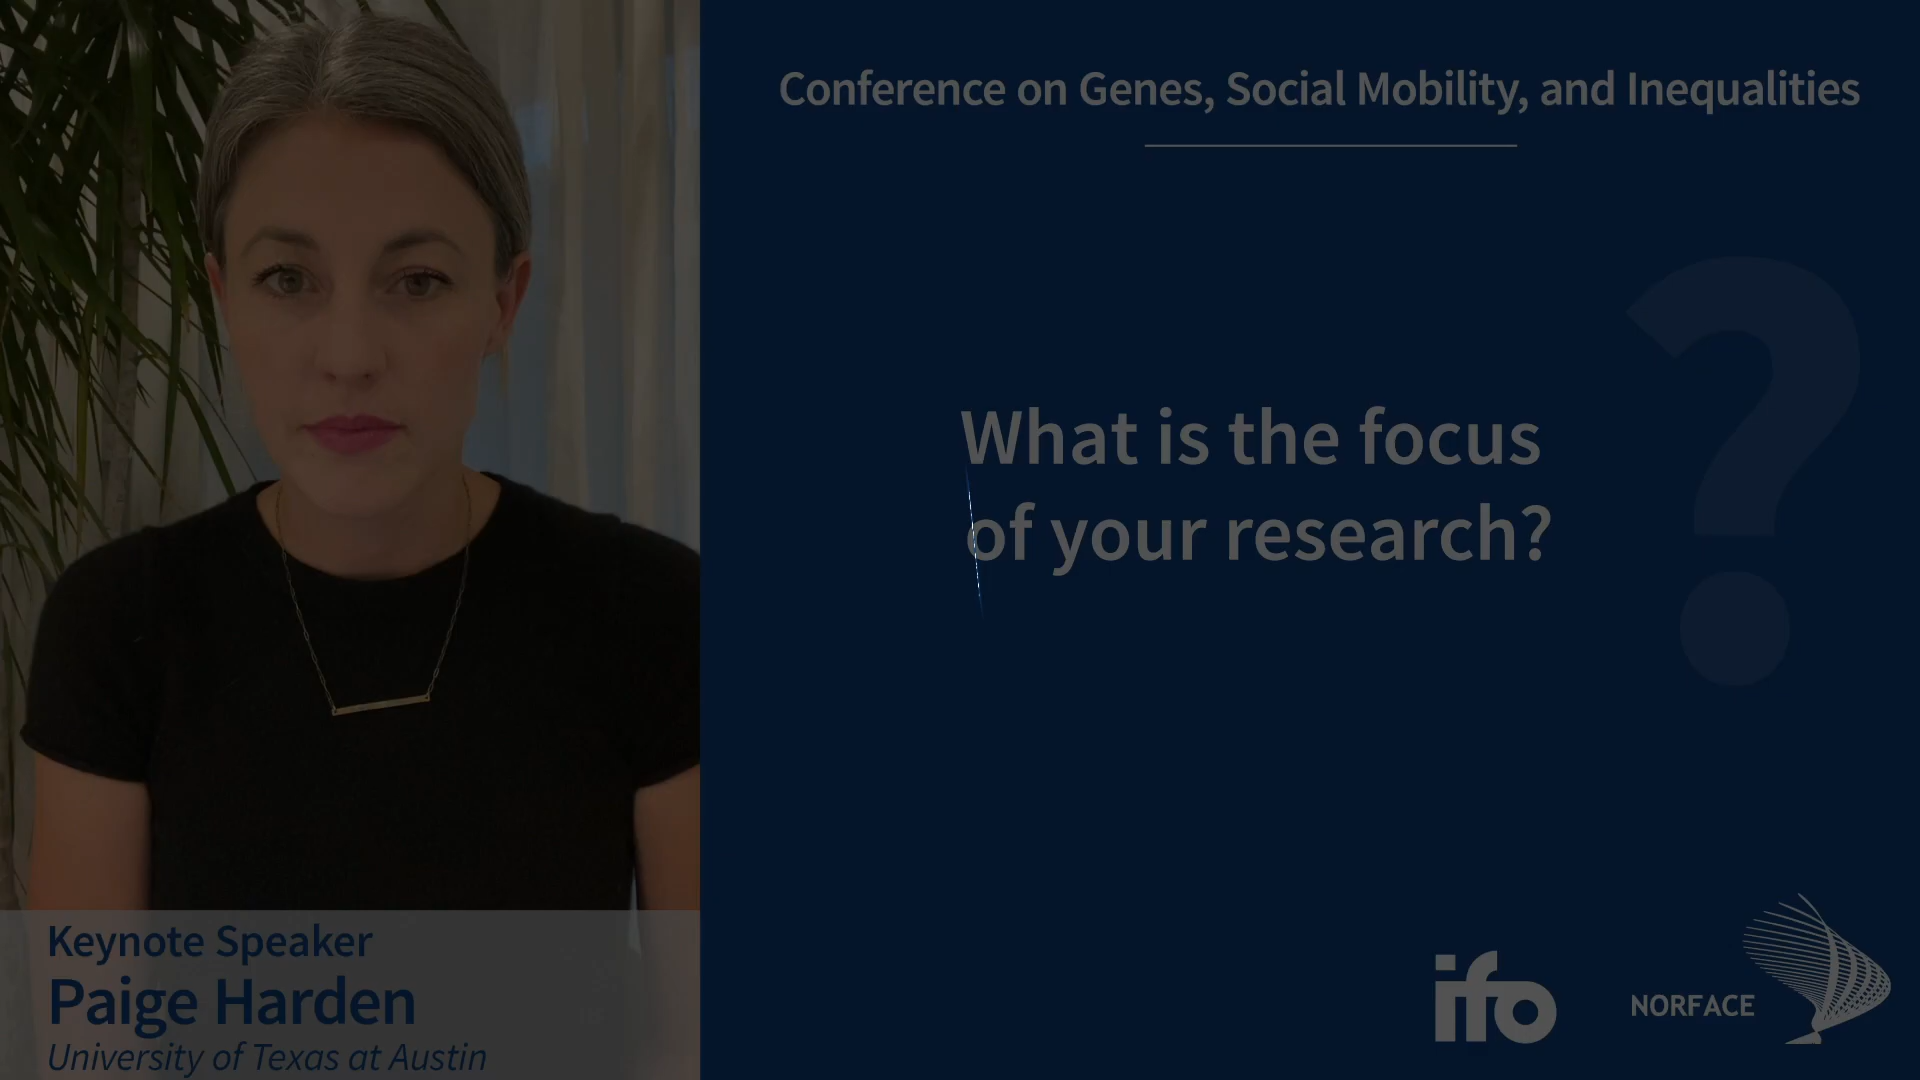 Conference on Genes, Social Mobility, and Inequalities
What is the focus
of your research?
?
Keynote Speaker
Paige Harden
University of Texas at Austin
ifo
NORFACE